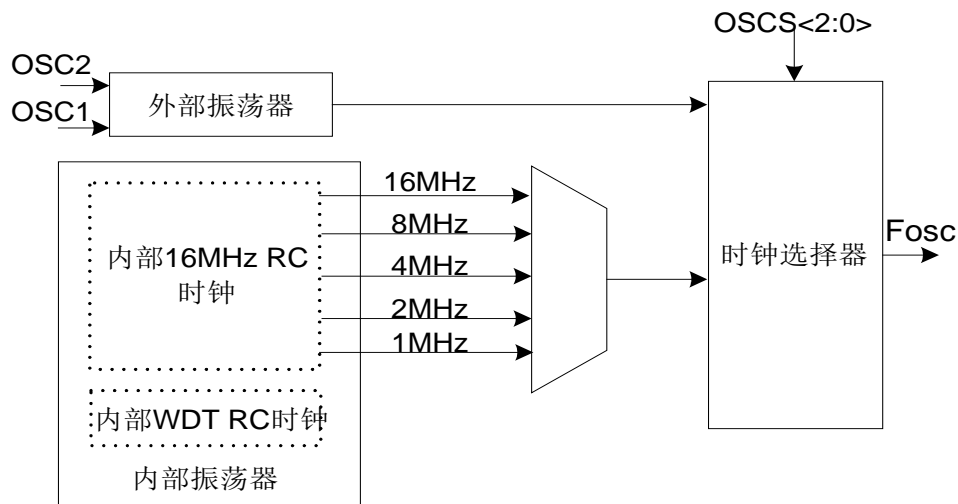 OSCS<2:0>
OSC2
OSC1
外部振荡器
16MHz
8MHz
4MHz
2MHz
1MHz
内部16MHz RC
时钟
内部WDT RC时钟
内部振荡器
时钟选择器
Fosc